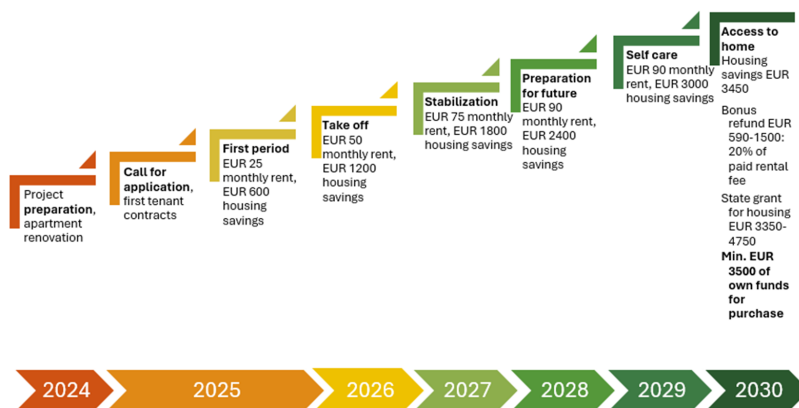 Project
preparation,
apartment
renovation
Call for
application,
first tenant
contracts
First period
EUR 25
monthly rent,
EUR 600
housing
savings
Take off
EUR 50
monthly rent,
EUR 1200
housing
savings
Stabilization
EUR 75 monthly
rent, EUR 1800
housing savings
Preparation
for future
EUR 90
monthly rent,
EUR 2400
housing
savings
Self care
EUR 90 monthly
rent, EUR 3000
housing savings
Access to
home
Housing
savings EUR
3450
Bonus
refund EUR
590-1500:
20% of
paid rental
fee
State grant
for housing
EUR 3350-
4750
Min. EUR
3500 of
own funds
for
purchase
2024
2025
2026
2027
2028
2029
2030